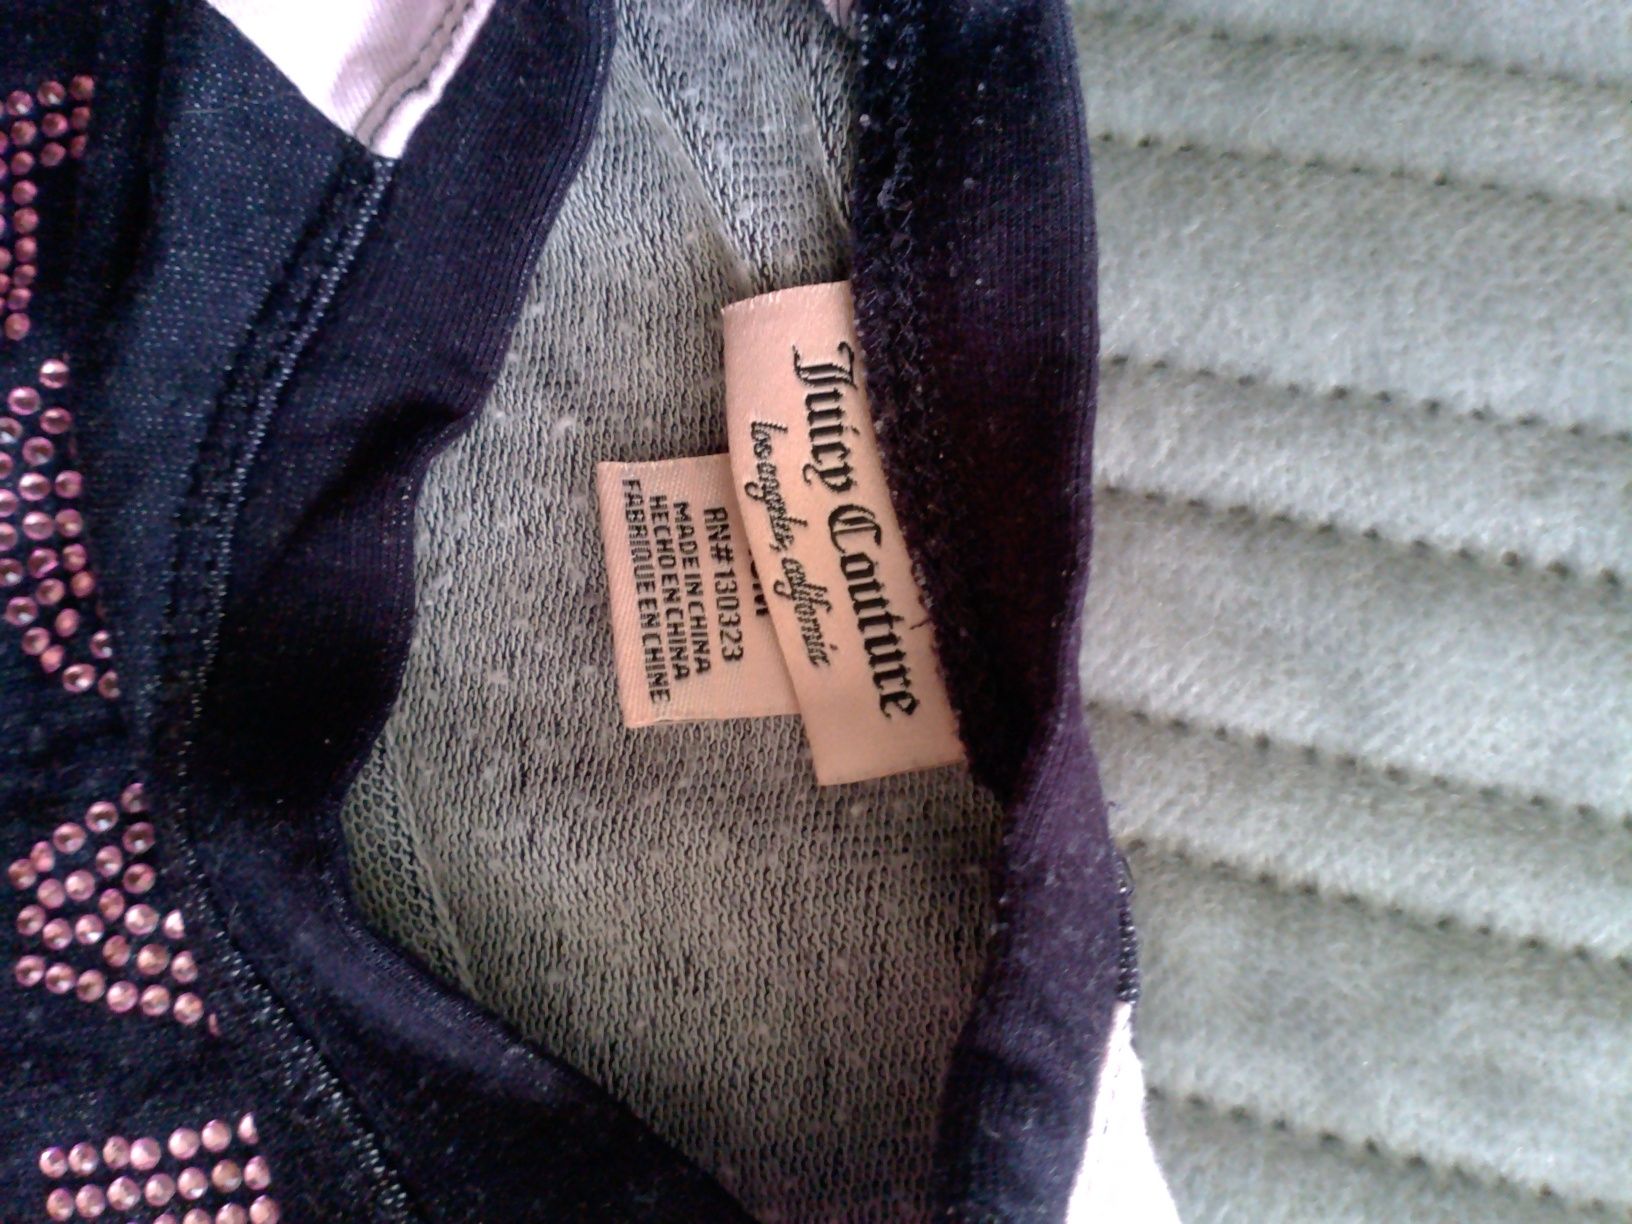 Juicy Couture
los angeles, california
RN# 130323
MADE IN CHINA
HECHO EN CHINA
FABRIQUE EN CHINE